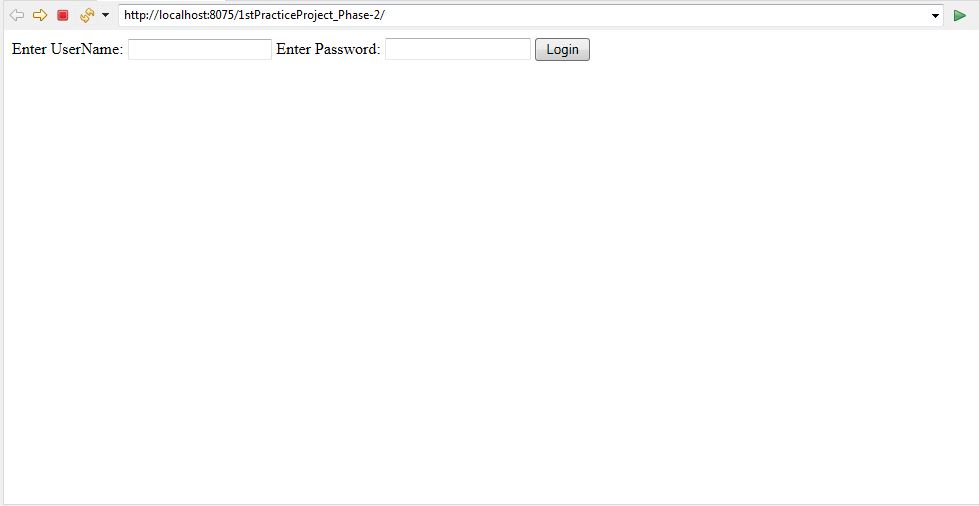 http://localhost:8075/1stPracticeProject_Phase-2/
Enter UserName: Enter Password: Login